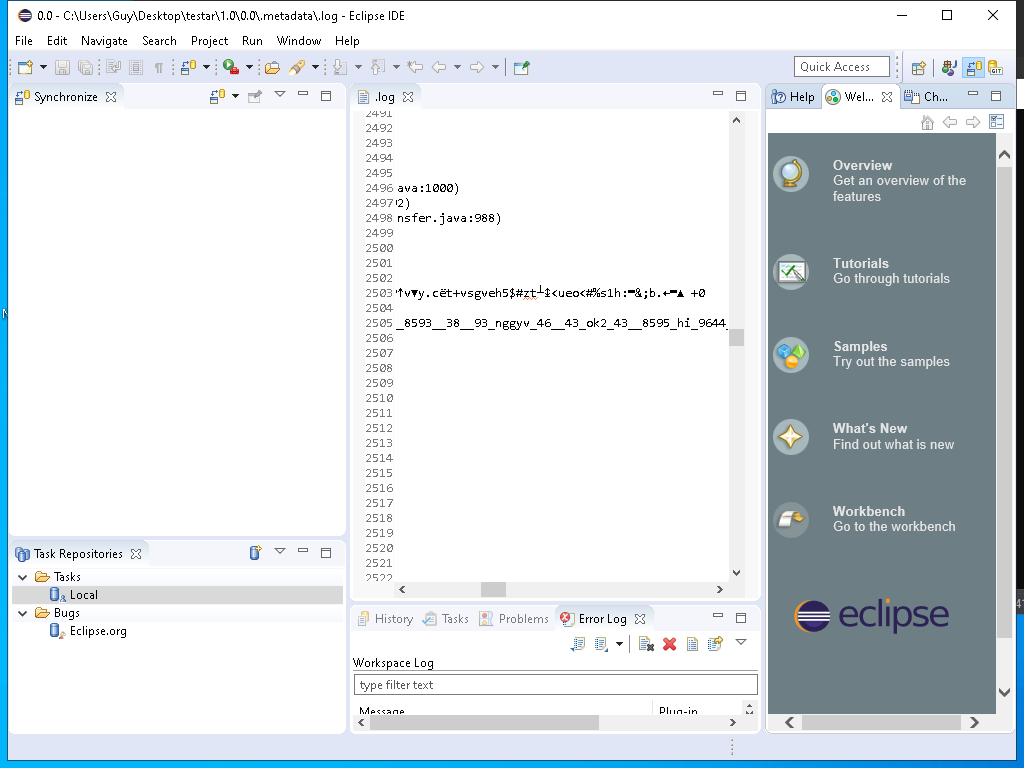 0.0 - C:\Users\Guy\Desktop\testar\1.0\0.0\.metadata\.log - Eclipse IDE
File Edit Navigate Search Project Run Window Help
Quick Access
Synchronize
.log
Help
Wel...
Ch...
2491
2492
2493
2494
2495
2496 ava:1000)
2497 2)
2498 nsfer.java:988)
2499
2500
2501
2502
2503 ↑v▼y.cët+vsgveh5$#zt┴‡<ueo<#%s1h:▬&;b.←▬▲ +0
2504
2505 _8593__38__93_nggyv_46__43_ok2_43__8595_hi_9644_
2506
2507
2508
2509
2510
2511
2512
2513
2514
2515
2516
2517
2518
2519
2520
2521
2522
Overview
Get an overview of the
features
Tutorials
Go through tutorials
Samples
Try out the samples
What's New
Find out what is new
Workbench
Go to the workbench
eclipse
Task Repositories
Tasks
Local
Bugs
Eclipse.org
History Tasks Problems Error Log
Workspace Log
type filter text
Message Plug-in
GIT